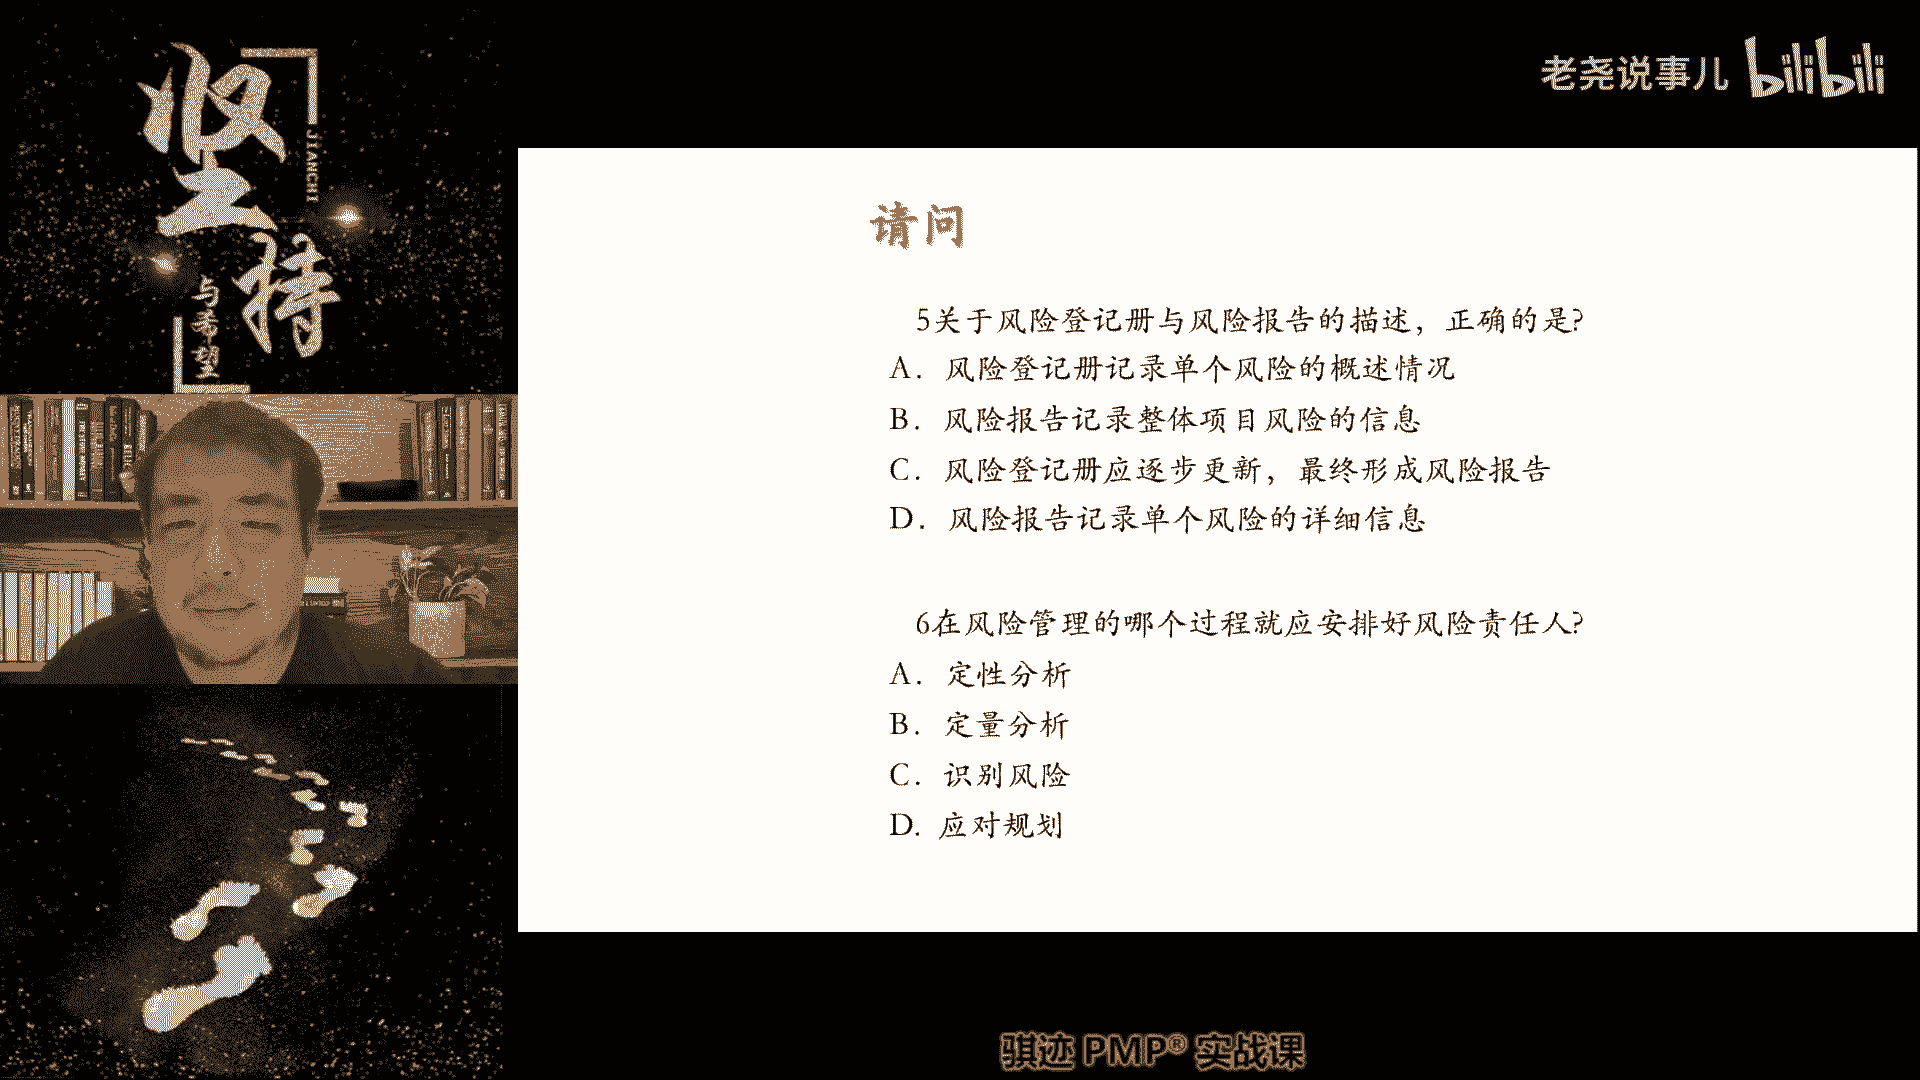 坚持
JIANCHI
与希望
老尧说事儿 bilibili
请问
5关于风险登记册与风险报告的描述，正确的是?
A. 风险登记册记录单个风险的概述情况
B. 风险报告记录整体项目风险的信息
C. 风险登记册应逐步更新，最终形成风险报告
D. 风险报告记录单个风险的详细信息
6在风险管理的哪个过程就应安排好风险责任人?
A. 定性分析
B. 定量分析
C. 识别风险
D. 应对规划
骐迹 PMP® 实战课